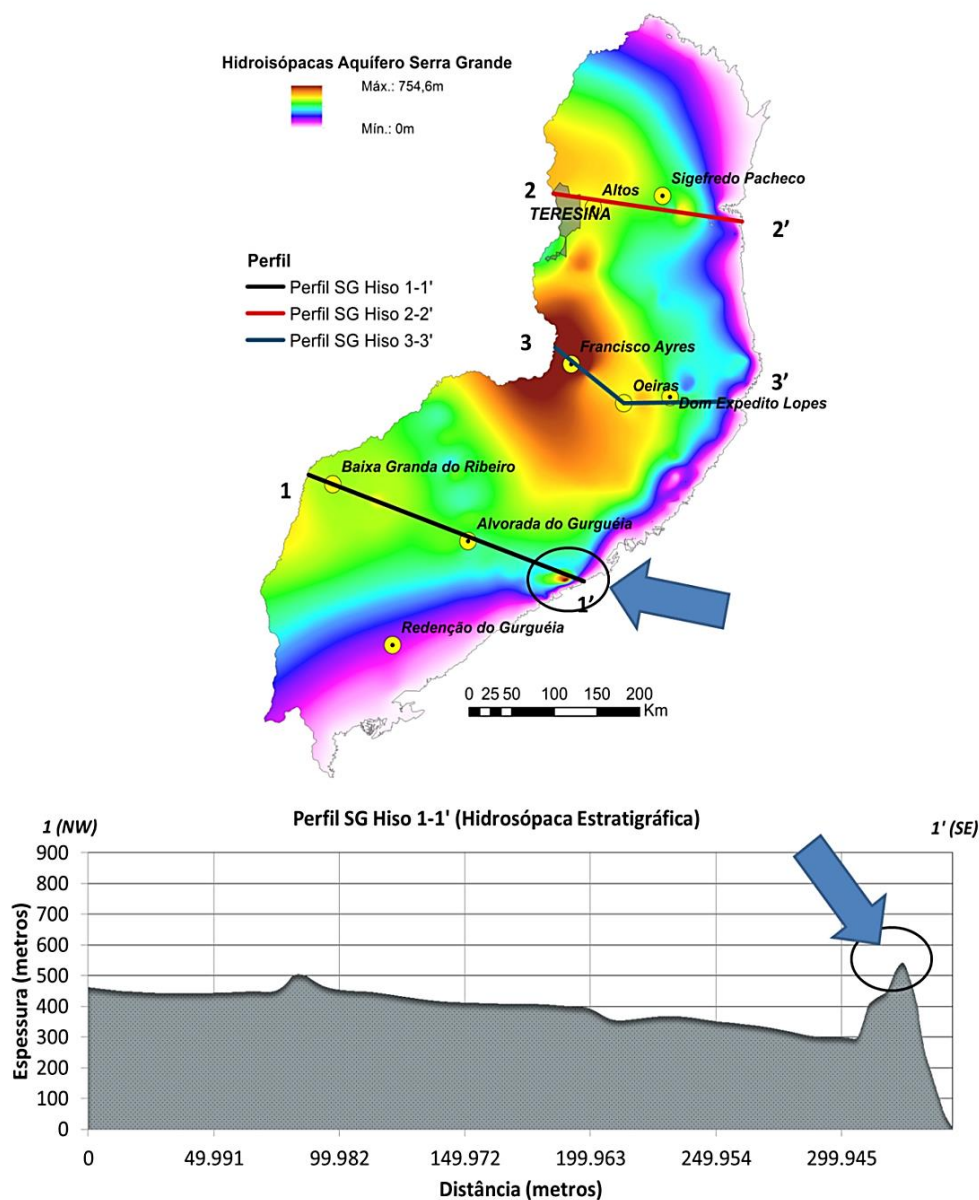 Hidroisópacas Aquífero Serra Grande
Máx.: 754,6m
Mín.: 0m
Sigefredo Pacheco
2
Altos
TERESINA
2'
Perfil
Perfil SG Hiso 1-1'
Perfil SG Hiso 2-2'
Perfil SG Hiso 3-3'
3
Francisco Ayres
3'
Oeiras
Dom Expedito Lopes
Baixa Granda do Ribeiro
1
Alvorada do Gurguéia
1'
Redenção do Gurguéia
0 25 50 100 150 200
Km
Perfil SG Hiso 1-1' (Hidrosópaca Estratigráfica)
1 (NW)
1' (SE)
900
800
700
600
500
400
300
200
100
0
Espessura (metros)
0 49.991 99.982 149.972 199.963 249.954 299.945
Distância (metros)